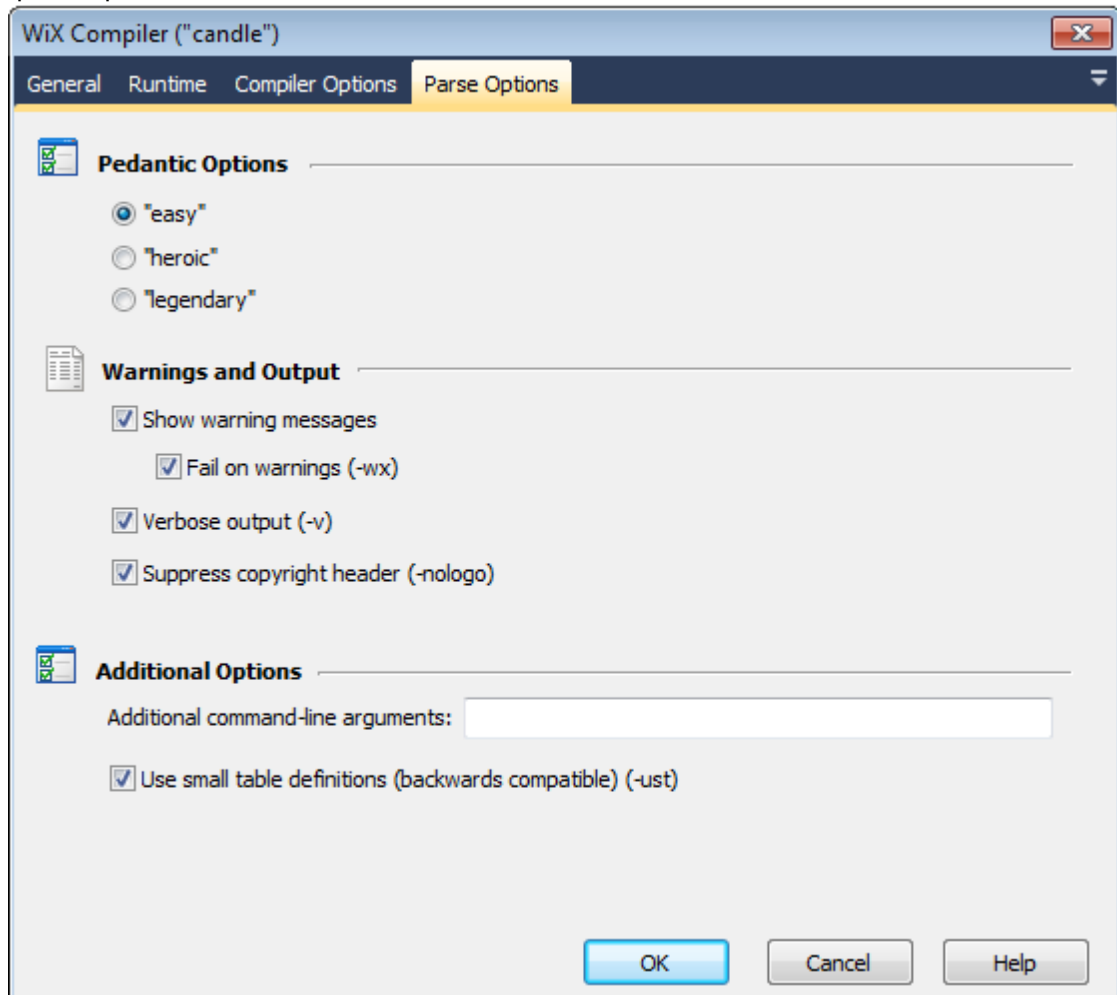 WiX Compiler ("candle")
General Runtime Compiler Options Parse Options
Pedantic Options
"easy"
"heroic"
"legendary"
Warnings and Output
Show warning messages
Fail on warnings (-wx)
Verbose output (-v)
Suppress copyright header (-nologo)
Additional Options
Additional command-line arguments:
Use small table definitions (backwards compatible) (-ust)
OK Cancel Help